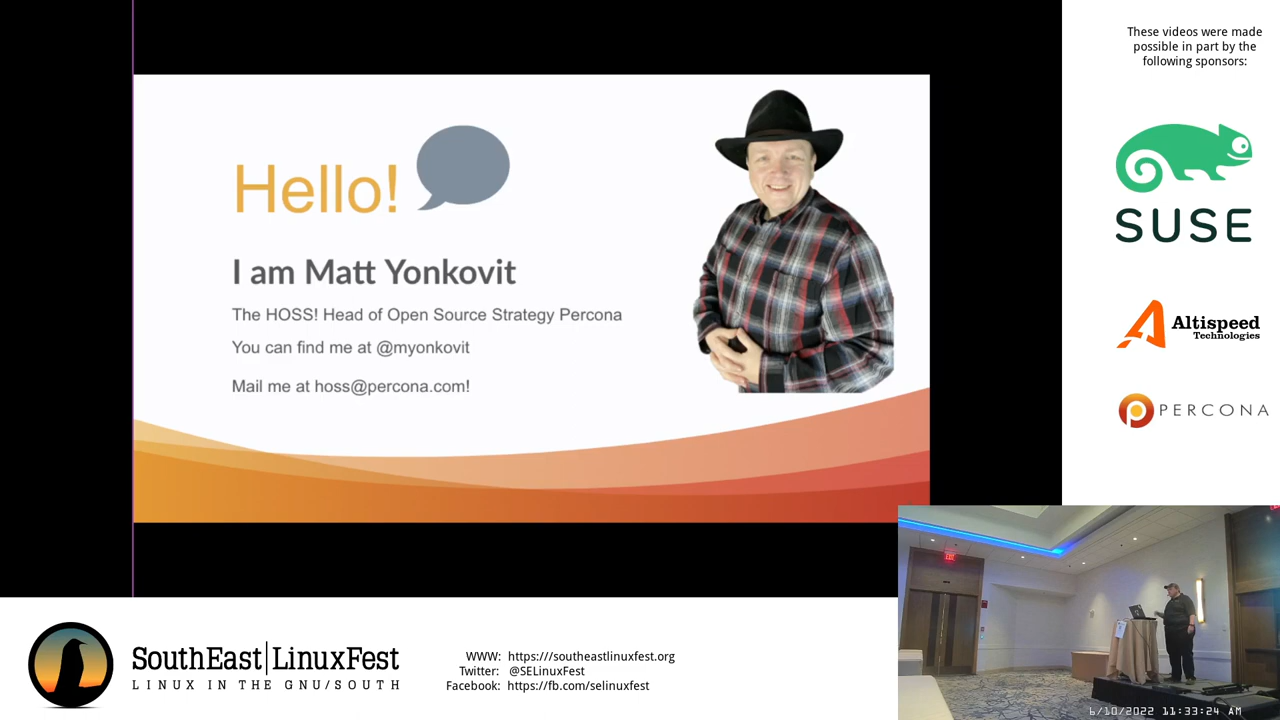 These videos were made
possible in part by the
following sponsors:
Hello!
I am Matt Yonkovit
The HOSS! Head of Open Source Strategy Percona
You can find me at @myonkovit
Mail me at hoss@percona.com!
SUSE
Altispeed
Technologies
PERCONA
SouthEast|LinuxFest
LINUX IN THE GNU/SOUTH
WWW: https:///southeastlinuxfest.org
Twitter: @SELinuxFest
Facebook: https://fb.com/selinuxfest
EXIT
6/10/2022 11:33:24 AM